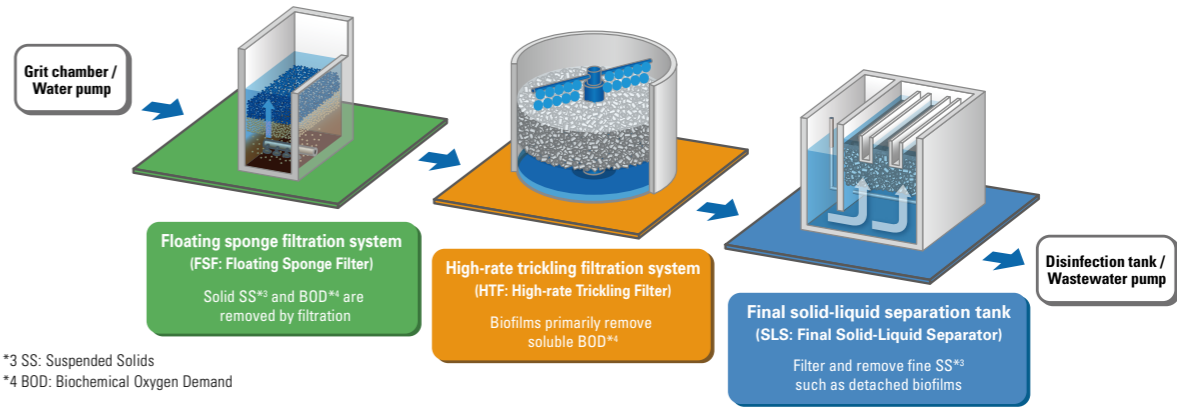 Grit chamber /
Water pump
Floating sponge filtration system
(FSF: Floating Sponge Filter)
Solid SS*3 and BOD*4 are
removed by filtration
High-rate trickling filtration system
(HTF: High-rate Trickling Filter)
Biofilms primarily remove
soluble BOD*4
Final solid-liquid separation tank
(SLS: Final Solid-Liquid Separator)
Filter and remove fine SS*3
such as detached biofilms
Disinfection tank /
Wastewater pump
*3 SS: Suspended Solids
*4 BOD: Biochemical Oxygen Demand